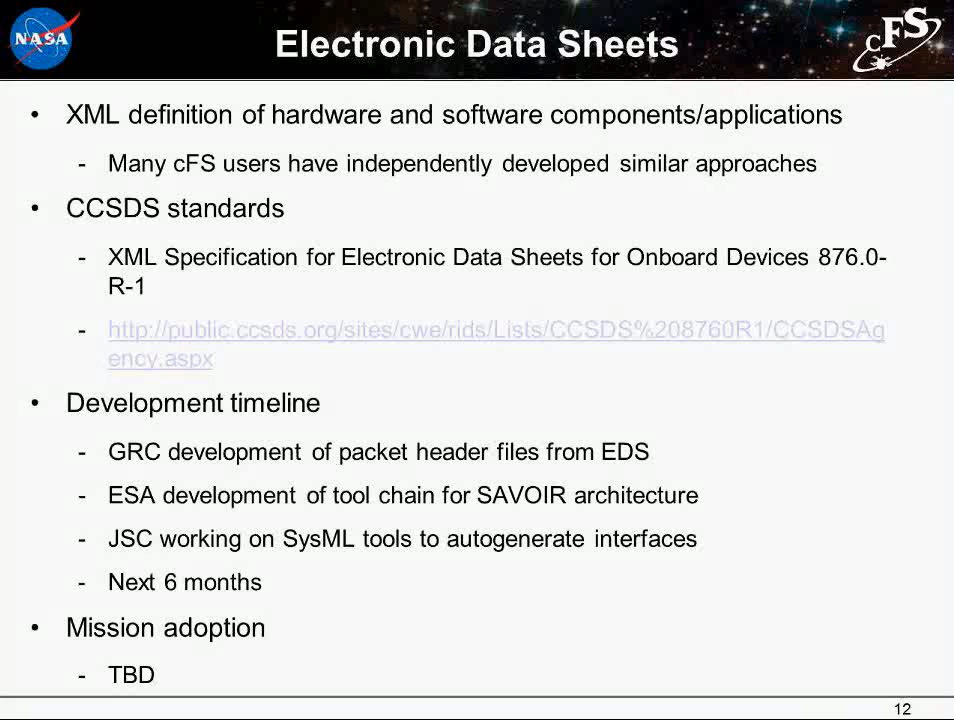 NASA
Electronic Data Sheets
cFS
• XML definition of hardware and software components/applications
- Many cFS users have independently developed similar approaches
• CCSDS standards
- XML Specification for Electronic Data Sheets for Onboard Devices 876.0-
R-1
- http://public.ccsds.org/sites/cwe/rids/Lists/CCSDS%208760R1/CCSDSAg
ency.aspx
• Development timeline
- GRC development of packet header files from EDS
- ESA development of tool chain for SAVOIR architecture
- JSC working on SysML tools to autogenerate interfaces
- Next 6 months
• Mission adoption
- TBD
12